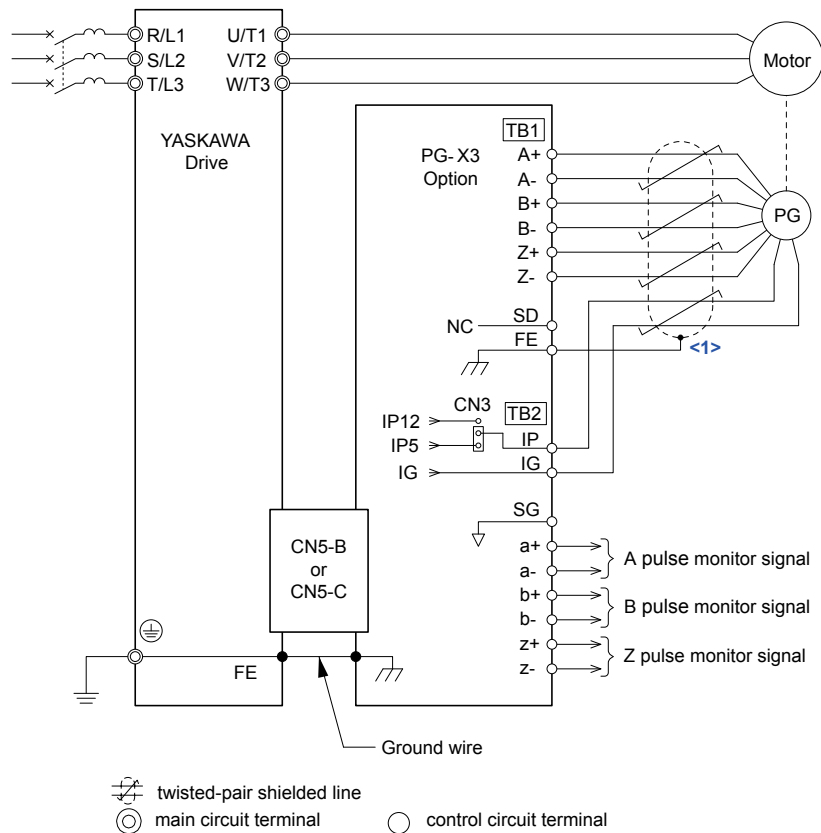 R/L1 U/T1
S/L2 V/T2
T/L3 W/T3
Motor
YASKAWA
Drive
PG-X3
Option
TB1
A+
A-
B+
B-
Z+
Z-
PG
NC SD
FE
<1>
CN3 TB2
IP12
IP5 IP
IG IG
SG
CN5-B
or
CN5-C
a+
a-
A pulse monitor signal
b+
b-
B pulse monitor signal
z+
z-
Z pulse monitor signal
FE
Ground wire
twisted-pair shielded line
main circuit terminal control circuit terminal